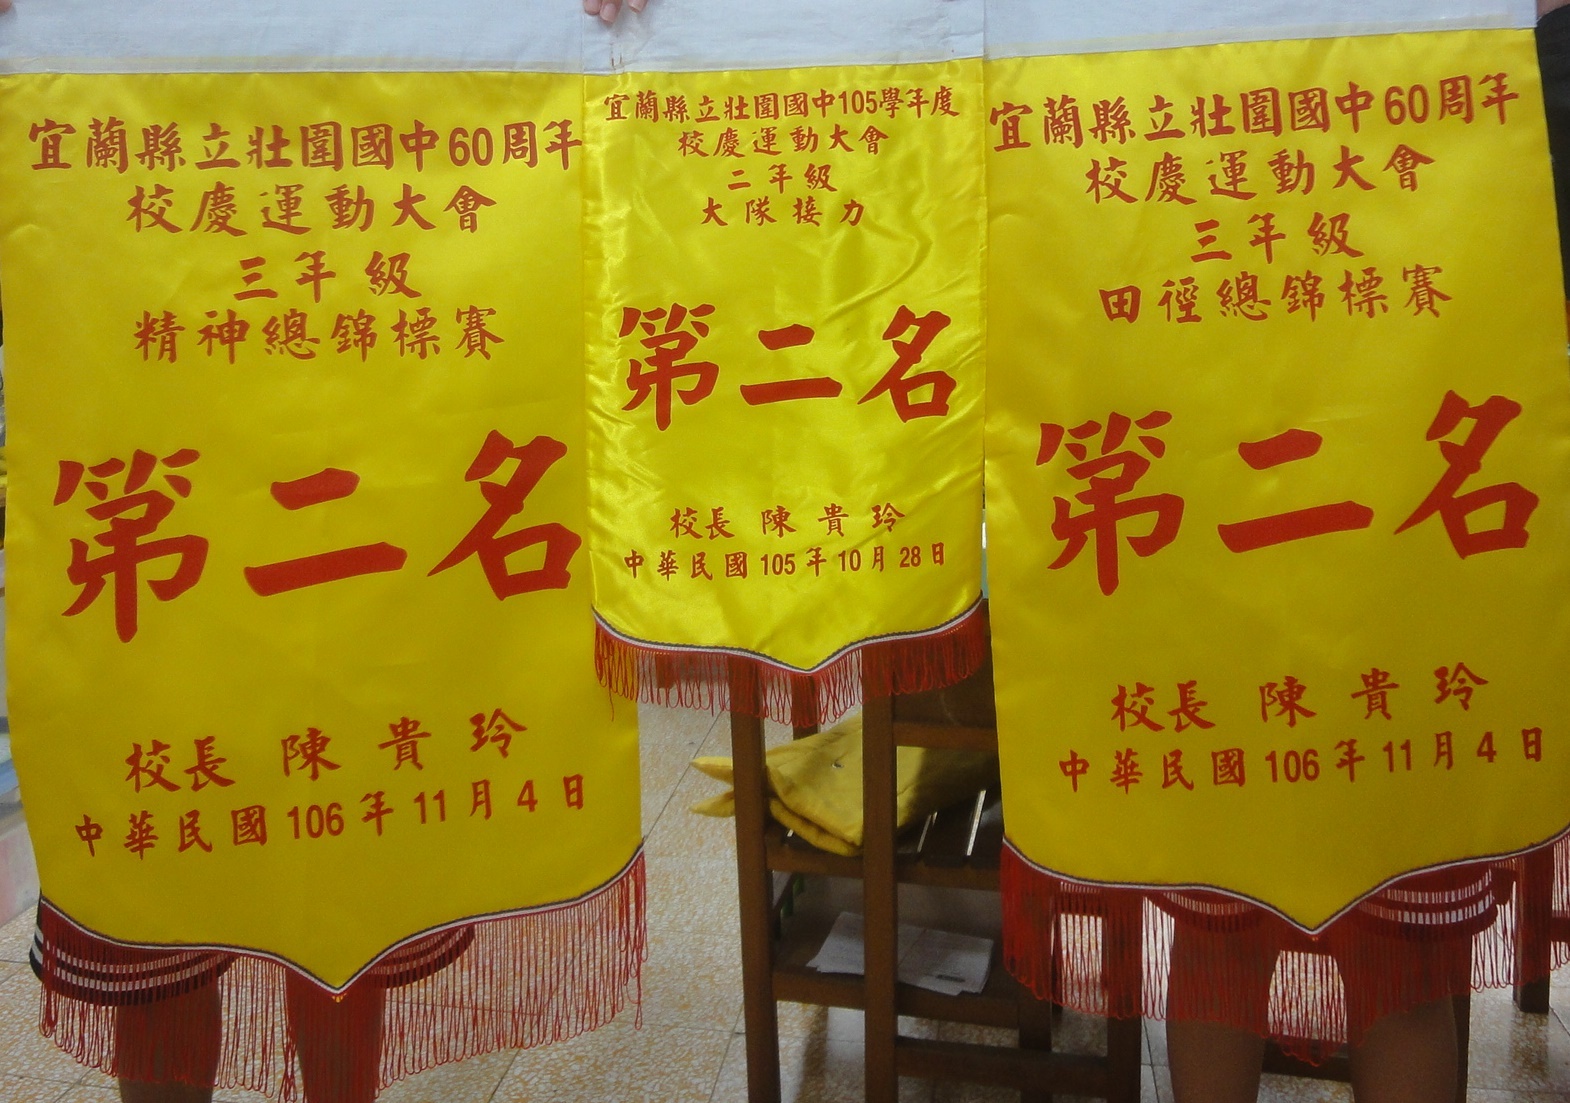 宜蘭縣立壯圍國中60周年
校慶運動大會
三年級
精神總錦標賽
第二名
校長 陳貴玲
中華民國106年11月4日
宜蘭縣立壯圍國中105學年度
校慶運動大會
二年級
大隊接力
第二名
校長 陳貴玲
中華民國105年10月28日
宜蘭縣立壯圍國中60周年
校慶運動大會
三年級
田徑總錦標賽
第二名
校長 陳貴玲
中華民國106年11月4日